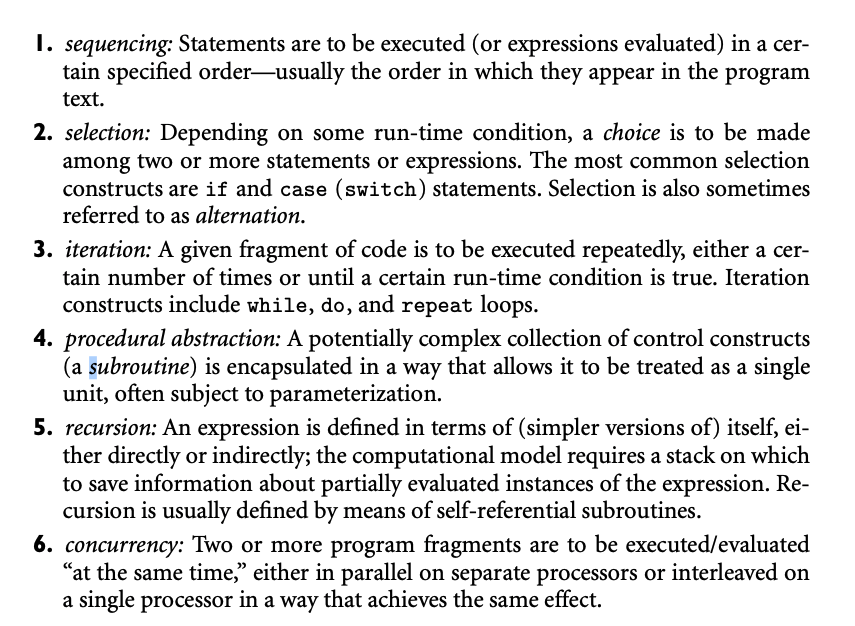 1. sequencing: Statements are to be executed (or expressions evaluated) in a cer-
tain specified order—usually the order in which they appear in the program
text.
2. selection: Depending on some run-time condition, a choice is to be made
among two or more statements or expressions. The most common selection
constructs are if and case (switch) statements. Selection is also sometimes
referred to as alternation.
3. iteration: A given fragment of code is to be executed repeatedly, either a cer-
tain number of times or until a certain run-time condition is true. Iteration
constructs include while, do, and repeat loops.
4. procedural abstraction: A potentially complex collection of control constructs
(a subroutine) is encapsulated in a way that allows it to be treated as a single
unit, often subject to parameterization.
5. recursion: An expression is defined in terms of (simpler versions of) itself, ei-
ther directly or indirectly; the computational model requires a stack on which
to save information about partially evaluated instances of the expression. Re-
cursion is usually defined by means of self-referential subroutines.
6. concurrency: Two or more program fragments are to be executed/evaluated
“at the same time,” either in parallel on separate processors or interleaved on
a single processor in a way that achieves the same effect.